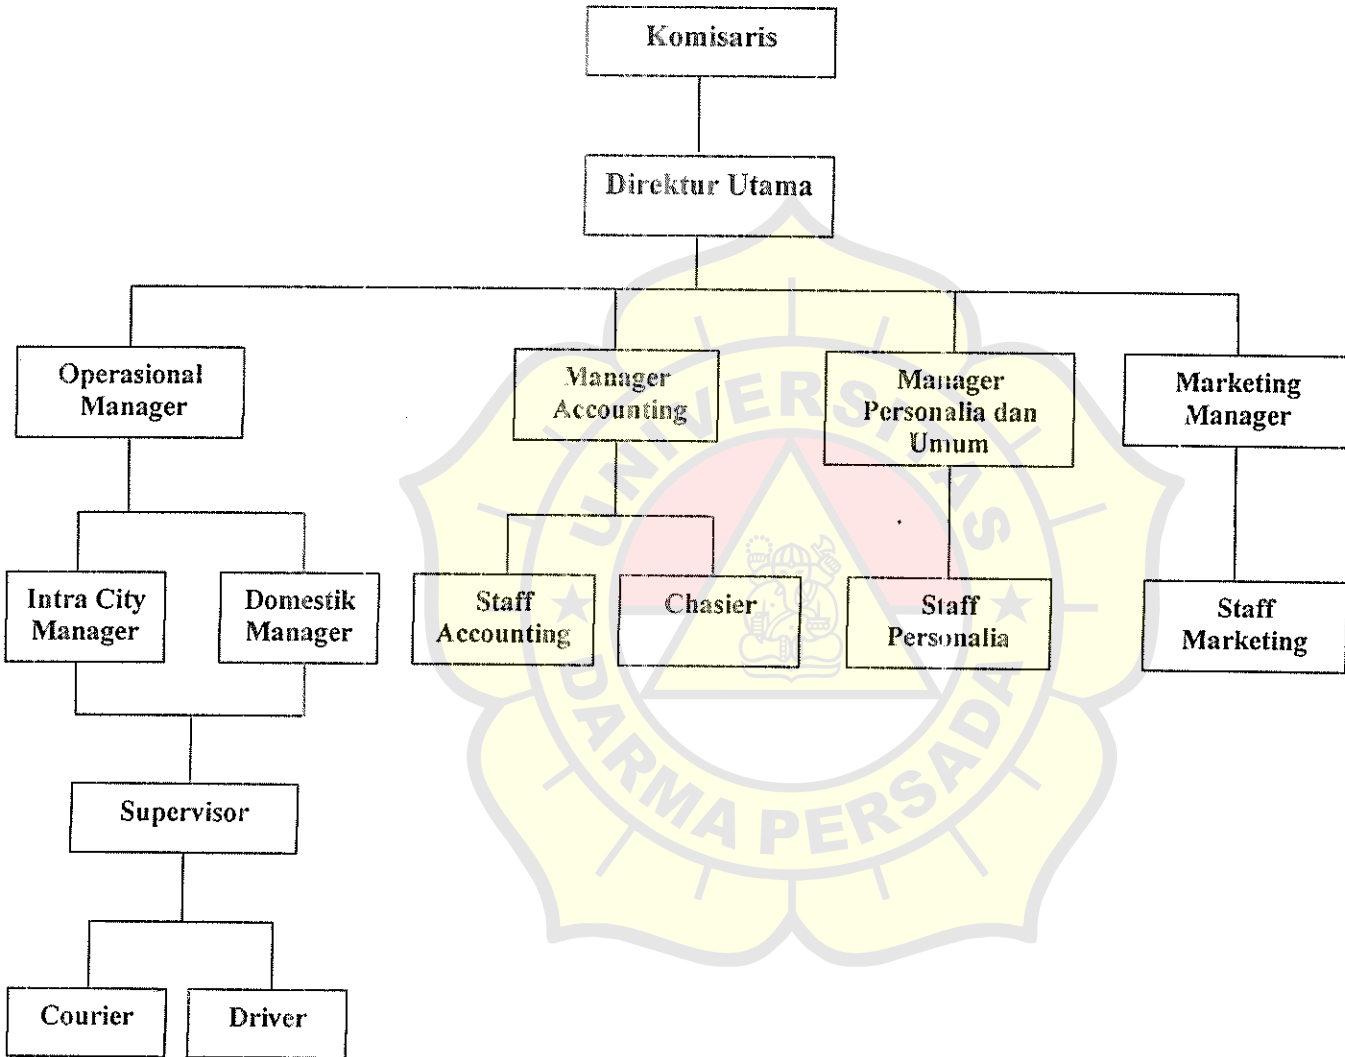 Komisaris
Direktur Utama
Operasional
Manager
Manager
Accounting
Manager
Personalia dan
Umum
Marketing
Manager
Intra City
Manager
Domestik
Manager
Staff
Accounting
Chasier
Staff
Personalia
Staff
Marketing
Supervisor
Courier
Driver
UNIVERSITAS
DARMA PERSADA